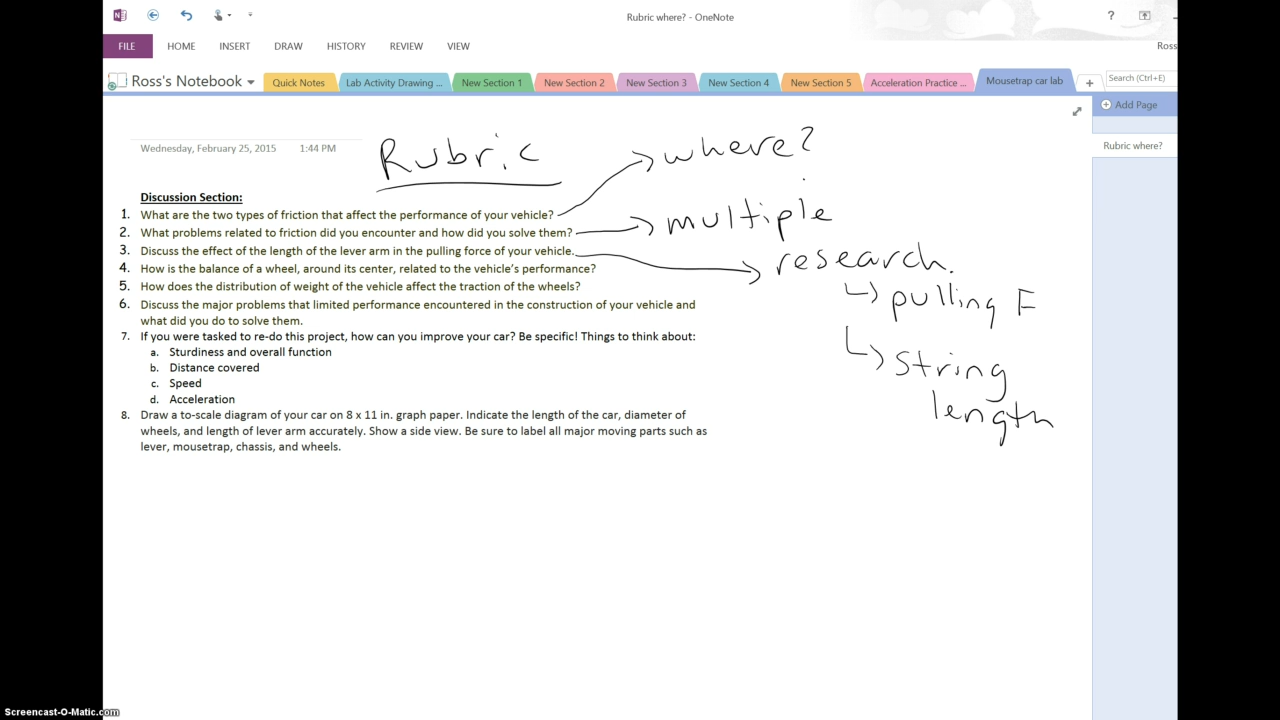 Rubric where? - OneNote
?
FILE HOME INSERT DRAW HISTORY REVIEW VIEW
Ross
Ross's Notebook
Quick Notes
Lab Activity Drawing ...
New Section 1
New Section 2
New Section 3
New Section 4
New Section 5
Acceleration Practice ...
Mousetrap car lab
+
Search (Ctrl+E)
Add Page
Rubric where?
Wednesday, February 25, 2015 1:44 PM
Rubric
where?
Discussion Section:
1. What are the two types of friction that affect the performance of your vehicle?
multiple
2. What problems related to friction did you encounter and how did you solve them?
3. Discuss the effect of the length of the lever arm in the pulling force of your vehicle.
research.
4. How is the balance of a wheel, around its center, related to the vehicle's performance?
5. How does the distribution of weight of the vehicle affect the traction of the wheels?
pulling F
6. Discuss the major problems that limited performance encountered in the construction of your vehicle and
what did you do to solve them.
7. If you were tasked to re-do this project, how can you improve your car? Be specific! Things to think about:
a. Sturdiness and overall function
b. Distance covered
string
c. Speed
d. Acceleration
length
8. Draw a to-scale diagram of your car on 8 x 11 in. graph paper. Indicate the length of the car, diameter of
wheels, and length of lever arm accurately. Show a side view. Be sure to label all major moving parts such as
lever, mousetrap, chassis, and wheels.
Screencast-O-Matic.com